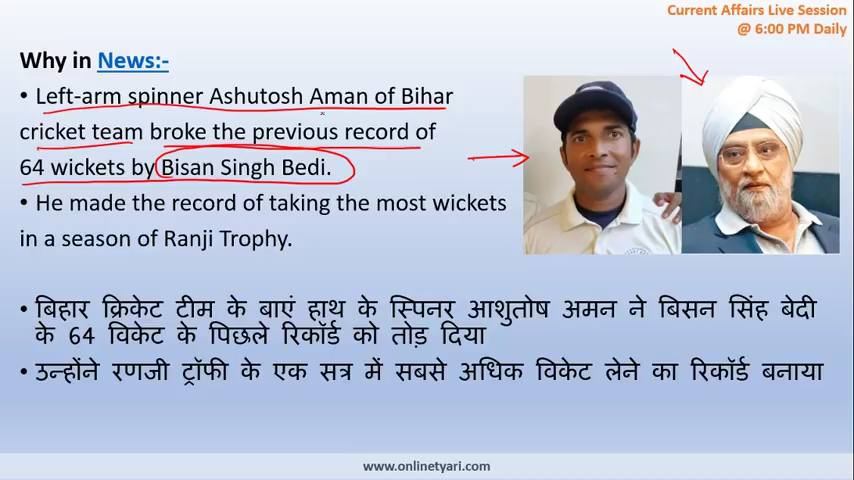 Current Affairs Live Session
@ 6:00 PM Daily
Why in News:-
• Left-arm spinner Ashutosh Aman of Bihar
cricket team broke the previous record of
64 wickets by Bisan Singh Bedi.
• He made the record of taking the most wickets
in a season of Ranji Trophy.
• बिहार क्रिकेट टीम के बाएं हाथ के स्पिनर आशुतोष अमन ने बिसन सिंह बेदी
के 64 विकेट के पिछले रिकॉर्ड को तोड़ दिया
• उन्होंने रणजी ट्रॉफी के एक सत्र में सबसे अधिक विकेट लेने का रिकॉर्ड बनाया
www.onlinetyari.com